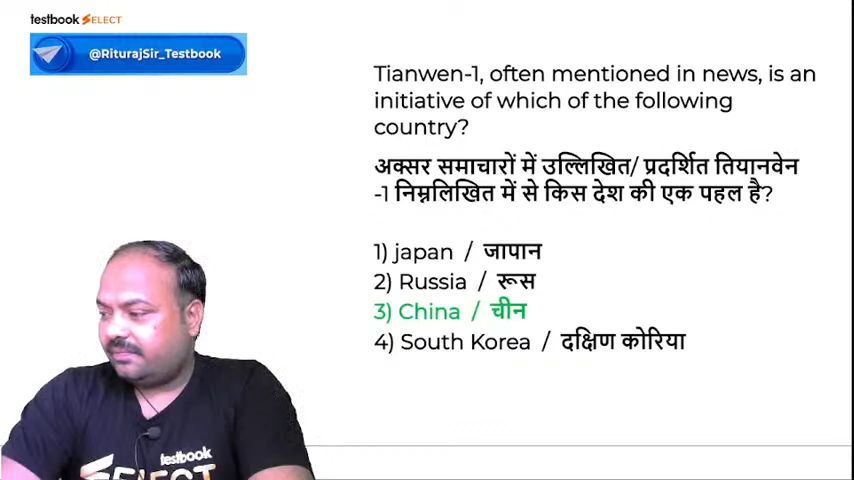 testbook SELECT
@RiturajSir_Testbook
Tianwen-1, often mentioned in news, is an
initiative of which of the following
country?
अक्सर समाचारों में उल्लिखित/ प्रदर्शित तियानवेन
-1 निम्नलिखित में से किस देश की एक पहल है?
1) japan / जापान
2) Russia / रूस
3) China / चीन
4) South Korea / दक्षिण कोरिया
testbook
SELECT